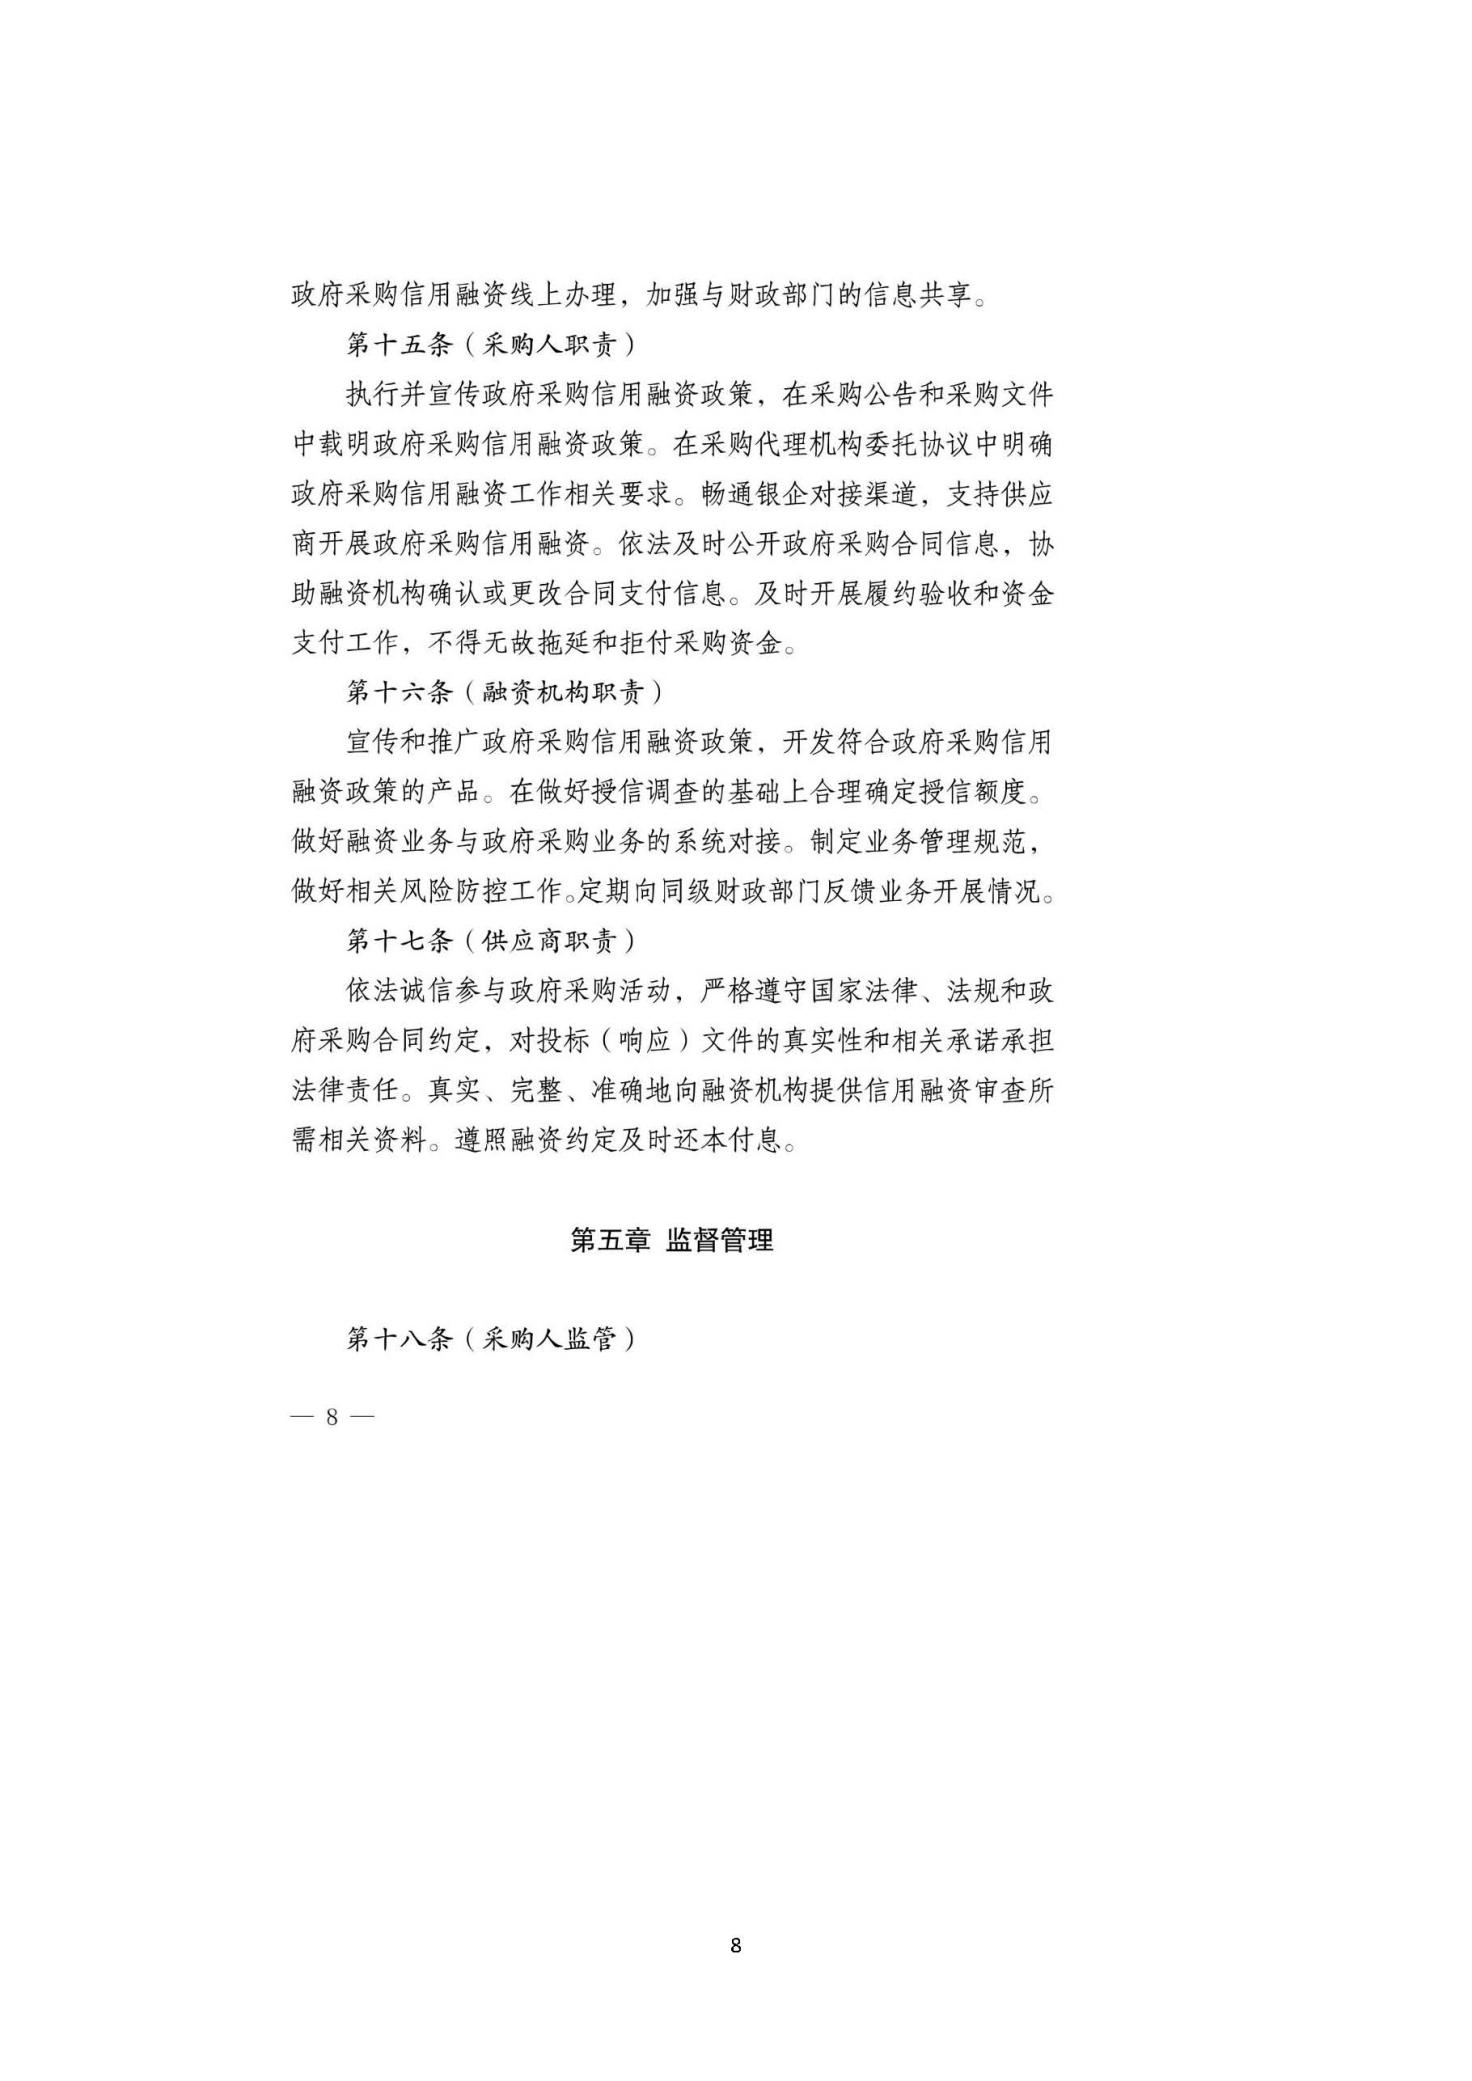 政府采购信用融资线上办理，加强与财政部门的信息共享。
第十五条（采购人职责）
执行并宣传政府采购信用融资政策，在采购公告和采购文件
中载明政府采购信用融资政策。在采购代理机构委托协议中明确
政府采购信用融资工作相关要求。畅通银企对接渠道，支持供应
商开展政府采购信用融资。依法及时公开政府采购合同信息，协
助融资机构确认或更改合同支付信息。及时开展履约验收和资金
支付工作，不得无故拖延和拒付采购资金。
第十六条（融资机构职责）
宣传和推广政府采购信用融资政策，开发符合政府采购信用
融资政策的产品。在做好授信调查的基础上合理确定授信额度。
做好融资业务与政府采购业务的系统对接。制定业务管理规范，
做好相关风险防控工作。定期向同级财政部门反馈业务开展情况。
第十七条（供应商职责）
依法诚信参与政府采购活动，严格遵守国家法律、法规和政
府采购合同约定，对投标（响应）文件的真实性和相关承诺承担
法律责任。真实、完整、准确地向融资机构提供信用融资审查所
需相关资料。遵照融资约定及时还本付息。
第五章 监督管理
第十八条（采购人监管）
— 8 —
8